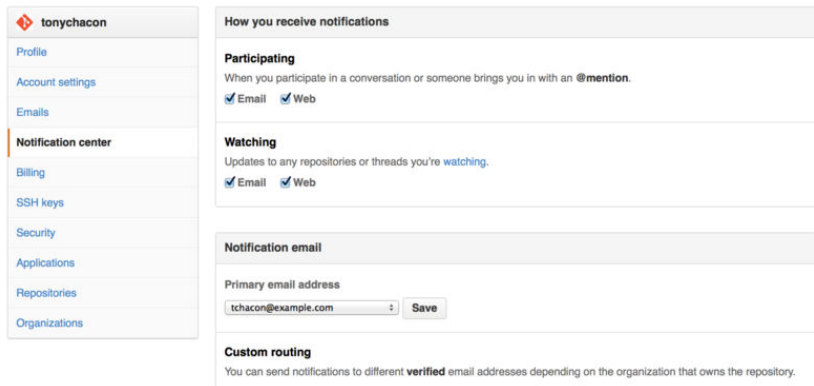 tonychacon
Profile
Account settings
Emails
Notification center
Billing
SSH keys
Security
Applications
Repositories
Organizations
How you receive notifications
Participating
When you participate in a conversation or someone brings you in with an @mention.
Email Web
Watching
Updates to any repositories or threads you're watching.
Email Web
Notification email
Primary email address
tchacon@example.com Save
Custom routing
You can send notifications to different verified email addresses depending on the organization that owns the repository.